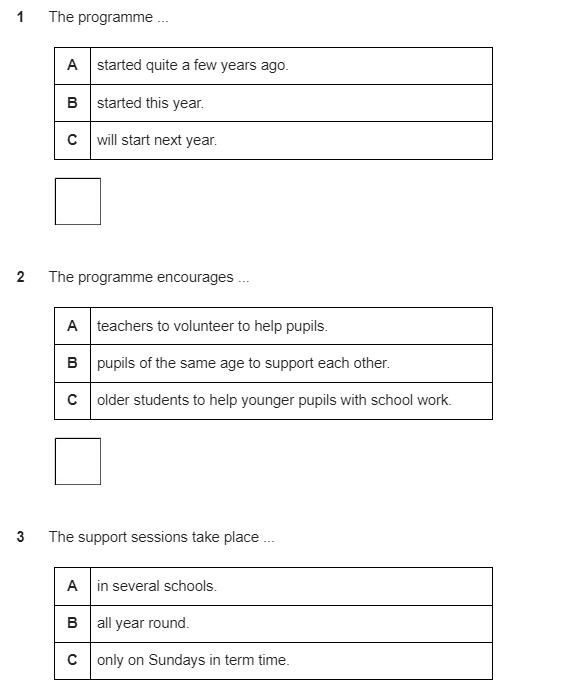 1 The programme ...
A started quite a few years ago.
B started this year.
C will start next year.
2 The programme encourages ...
A teachers to volunteer to help pupils.
B pupils of the same age to support each other.
C older students to help younger pupils with school work.
3 The support sessions take place ...
A in several schools.
B all year round.
C only on Sundays in term time.